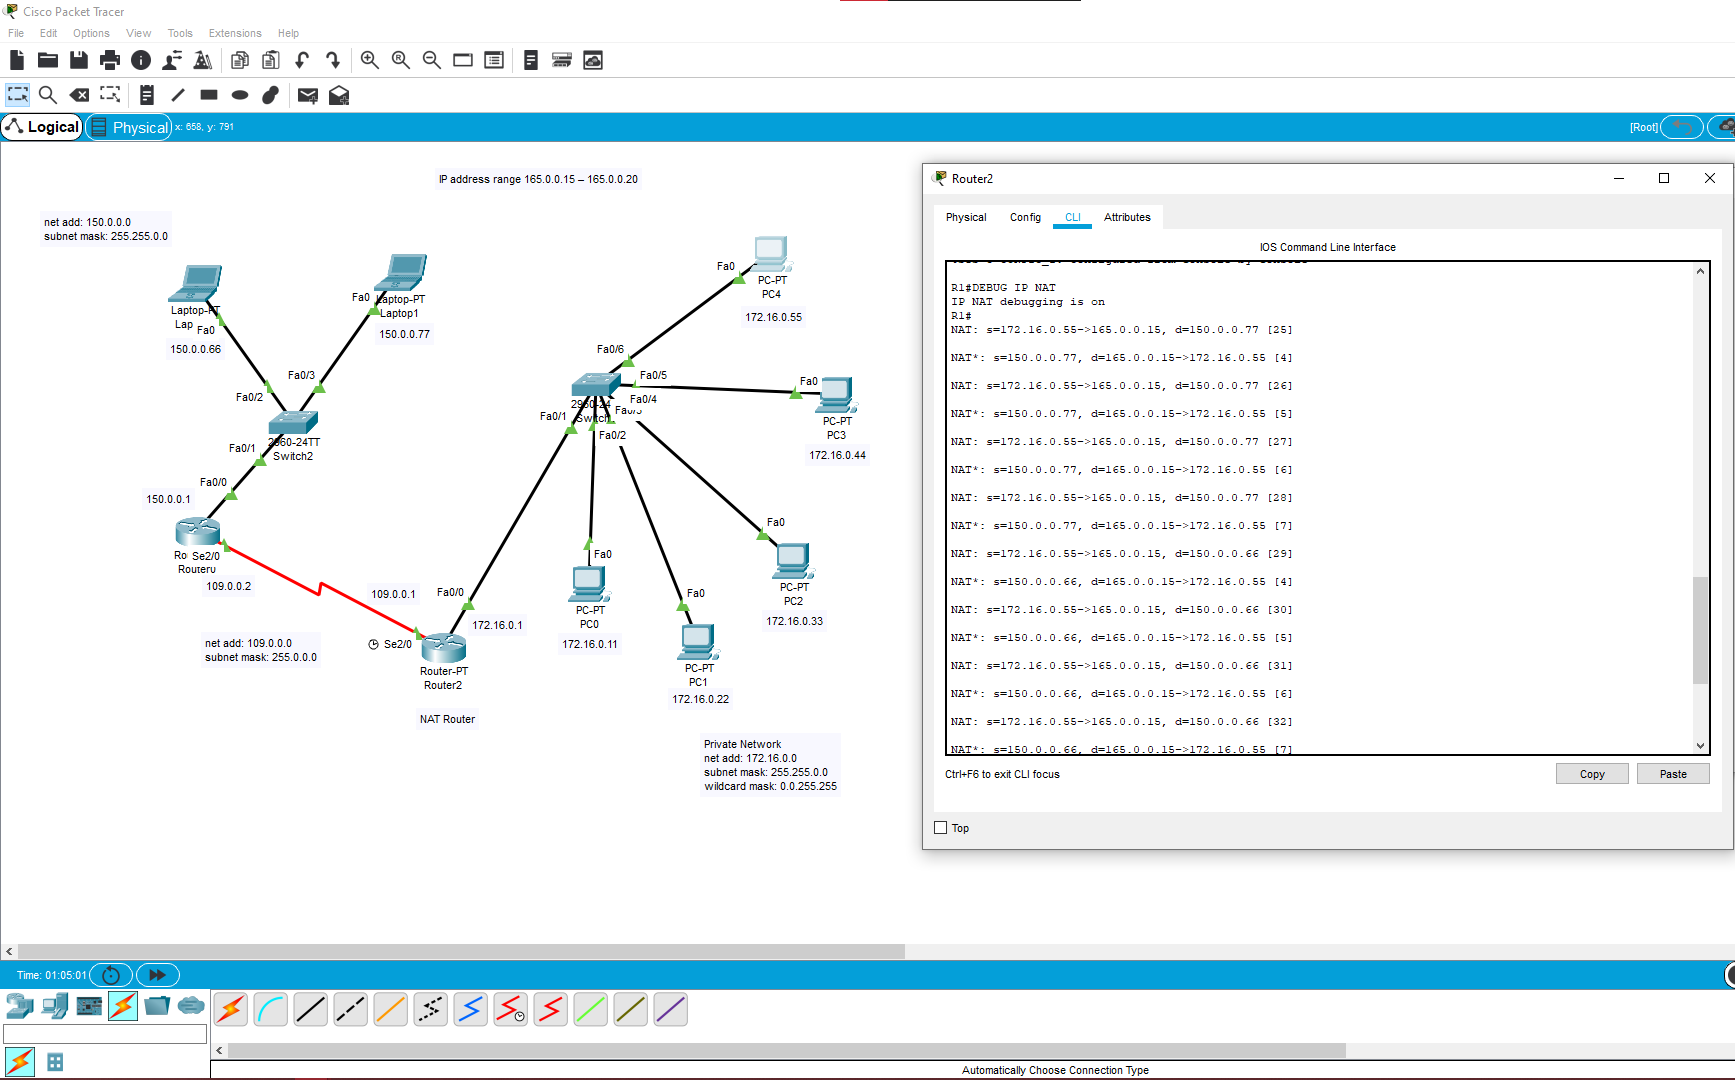 Cisco Packet Tracer
File Edit Options View Tools Extensions Help
Logical
Physical
x: 658, y: 791
[Root]
IP address range 165.0.0.15 – 165.0.0.20
net add: 150.0.0.0
subnet mask: 255.255.0.0
Laptop-PT
Lap
Fa0
150.0.0.66
Fa0
Laptop-PT
Laptop1
150.0.0.77
Fa0/3
Fa0/2
2960-24TT
Switch2
Fa0/1
Fa0/0
150.0.0.1
Ro
Se2/0
Router0
109.0.0.2
109.0.0.1
Fa0/0
172.16.0.1
Se2/0
Router-PT
Router2
NAT Router
net add: 109.0.0.0
subnet mask: 255.0.0.0
Fa0
PC-PT
PC4
172.16.0.55
Fa0/6
Fa0/5
Fa0/4
Fa0/3
2960-24
Switch
Fa0/1
Fa0/2
Fa0
PC-PT
PC3
172.16.0.44
Fa0
PC-PT
PC2
172.16.0.33
Fa0
PC-PT
PC0
172.16.0.11
Fa0
PC-PT
PC1
172.16.0.22
Private Network
net add: 172.16.0.0
subnet mask: 255.255.0.0
wildcard mask: 0.0.255.255
Router2
Physical Config CLI Attributes
IOS Command Line Interface
R1#DEBUG IP NAT
IP NAT debugging is on
R1#
NAT: s=172.16.0.55->165.0.0.15, d=150.0.0.77 [25]
NAT*: s=150.0.0.77, d=165.0.0.15->172.16.0.55 [4]
NAT: s=172.16.0.55->165.0.0.15, d=150.0.0.77 [26]
NAT*: s=150.0.0.77, d=165.0.0.15->172.16.0.55 [5]
NAT: s=172.16.0.55->165.0.0.15, d=150.0.0.77 [27]
NAT*: s=150.0.0.77, d=165.0.0.15->172.16.0.55 [6]
NAT: s=172.16.0.55->165.0.0.15, d=150.0.0.77 [28]
NAT*: s=150.0.0.77, d=165.0.0.15->172.16.0.55 [7]
NAT: s=172.16.0.55->165.0.0.15, d=150.0.0.66 [29]
NAT*: s=150.0.0.66, d=165.0.0.15->172.16.0.55 [4]
NAT: s=172.16.0.55->165.0.0.15, d=150.0.0.66 [30]
NAT*: s=150.0.0.66, d=165.0.0.15->172.16.0.55 [5]
NAT: s=172.16.0.55->165.0.0.15, d=150.0.0.66 [31]
NAT*: s=150.0.0.66, d=165.0.0.15->172.16.0.55 [6]
NAT: s=172.16.0.55->165.0.0.15, d=150.0.0.66 [32]
NAT*: s=150.0.0.66, d=165.0.0.15->172.16.0.55 [7]
Ctrl+F6 to exit CLI focus
Copy
Paste
Top
Time: 01:05:01
Automatically Choose Connection Type